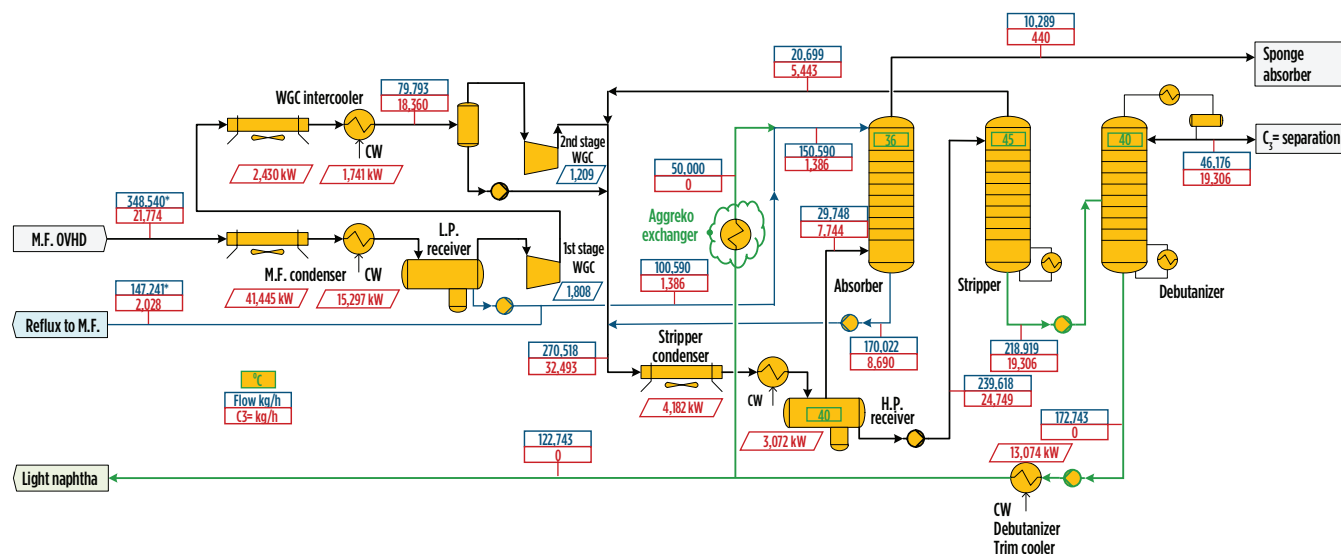 10,289
440
20,699
5,443
Sponge
absorber
79,793
18,360
WGC intercooler
CW
2nd stage
WGC
1,209
2,430 kW
1,741 kW
36
45
40
C3= separation
46,176
19,306
150,590
1,386
50,000
0
348,540*
21,774
M.F. OVHD
L.P.
receiver
Aggreko
exchanger
29,748
7,744
M.F. condenser
CW
1st stage
WGC
1,808
41,445 kW
15,297 kW
100,590
1,386
Absorber
Stripper
Debutanizer
147,241*
2,028
Reflux to M.F.
270,518
32,493
Stripper
condenser
170,022
8,690
218,919
19,306
°C
Flow kg/h
C3= kg/h
4,182 kW
CW
40
H.P.
receiver
3,072 kW
239,618
24,749
172,743
0
122,743
0
13,074 kW
Light naphtha
CW
Debutanizer
Trim cooler